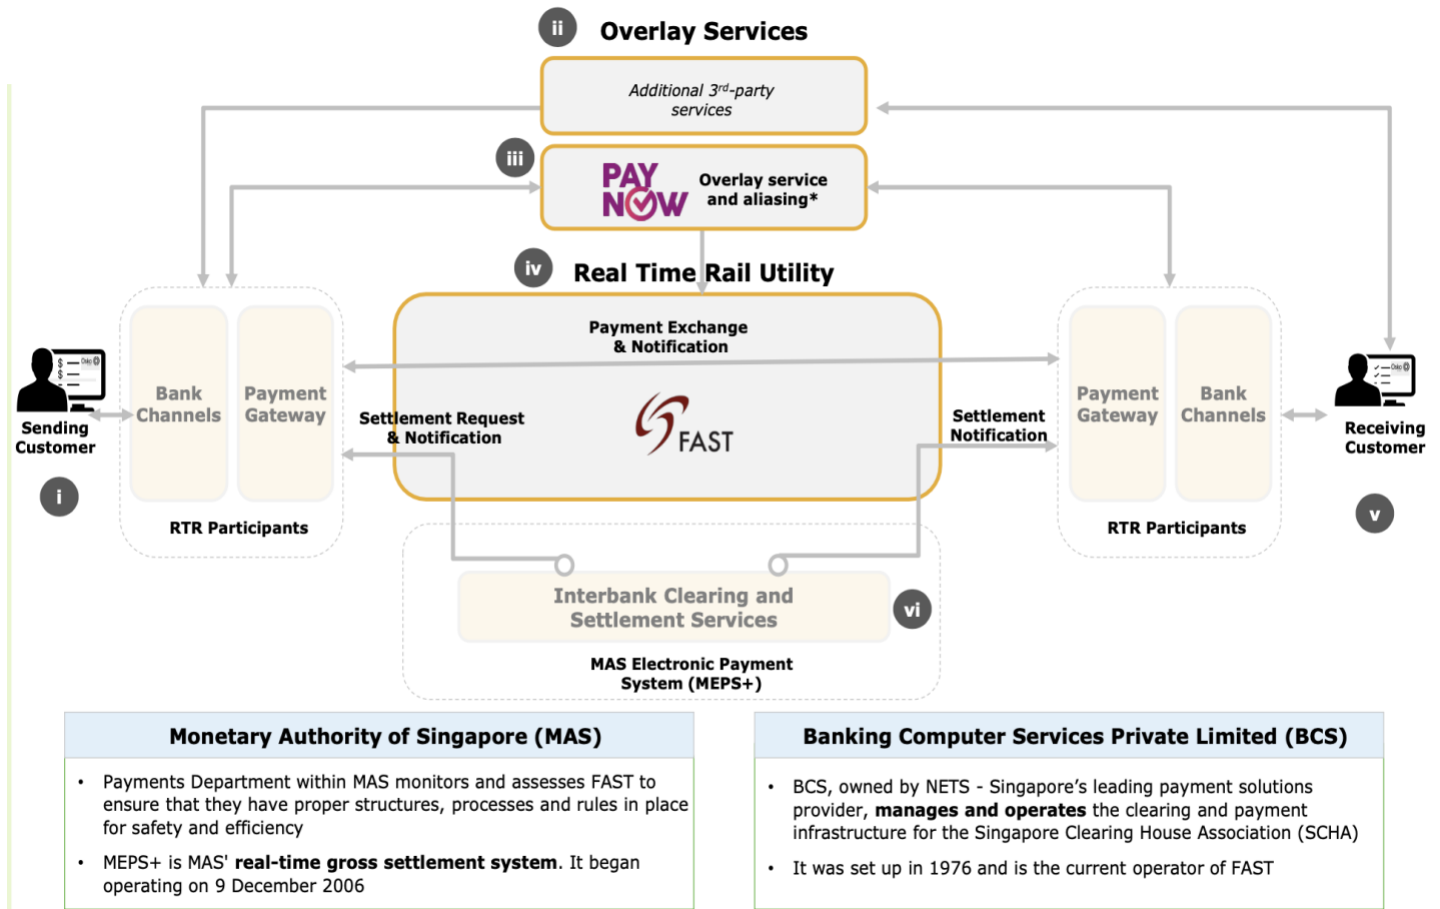 ii
Overlay Services
Additional 3rd-party
services
iii
PAY
NOW
Overlay service
and aliasing*
iv
Real Time Rail Utility
Payment Exchange
& Notification
Bank
Channels
Payment
Gateway
Settlement Request
& Notification
FAST
Settlement
Notification
Payment
Gateway
Bank
Channels
Sending
Customer
i
RTR Participants
Receiving
Customer
v
RTR Participants
Interbank Clearing and
Settlement Services
vi
MAS Electronic Payment
System (MEPS+)
Monetary Authority of Singapore (MAS)
• Payments Department within MAS monitors and assesses FAST to
ensure that they have proper structures, processes and rules in place
for safety and efficiency
• MEPS+ is MAS' real-time gross settlement system. It began
operating on 9 December 2006
Banking Computer Services Private Limited (BCS)
• BCS, owned by NETS - Singapore's leading payment solutions
provider, manages and operates the clearing and payment
infrastructure for the Singapore Clearing House Association (SCHA)
• It was set up in 1976 and is the current operator of FAST